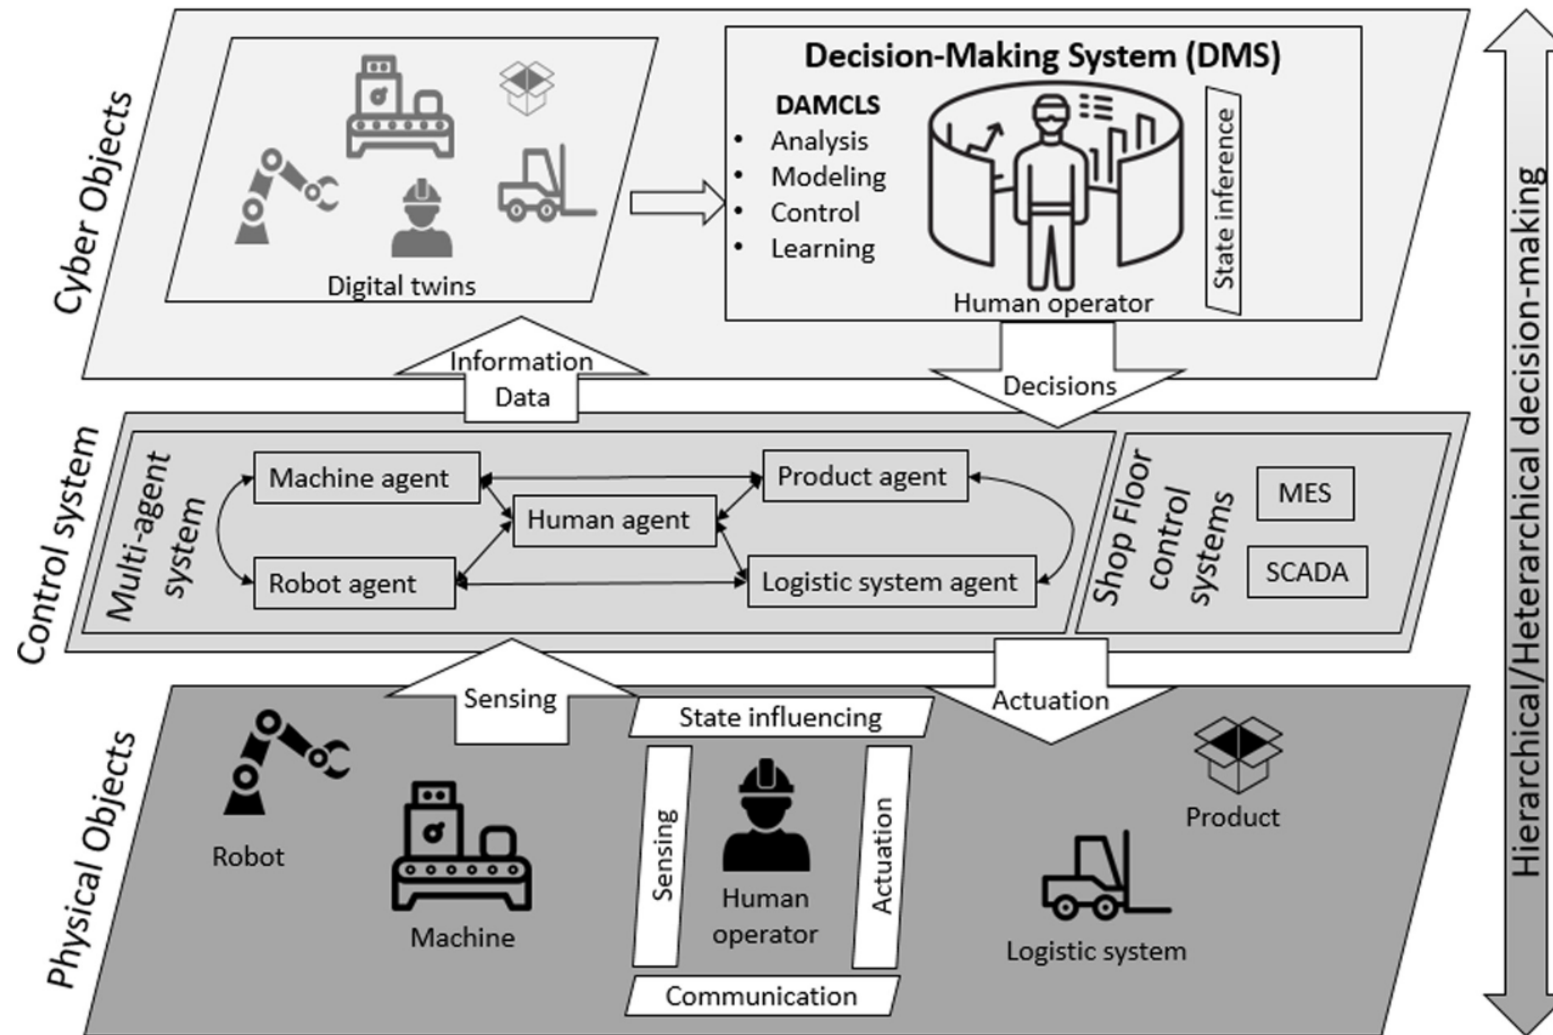 Cyber Objects
Digital twins
Decision-Making System (DMS)
DAMCLS
• Analysis
• Modeling
• Control
• Learning
Human operator
State inference
Information
Data
Decisions
Control system
Multi-agent
system
Machine agent
Product agent
Human agent
Robot agent
Logistic system agent
Shop Floor
control
systems
MES
SCADA
Sensing
Actuation
Physical Objects
Robot
Machine
State influencing
Sensing
Human
operator
Actuation
Communication
Logistic system
Product
Hierarchical/Heterarchical decision-making